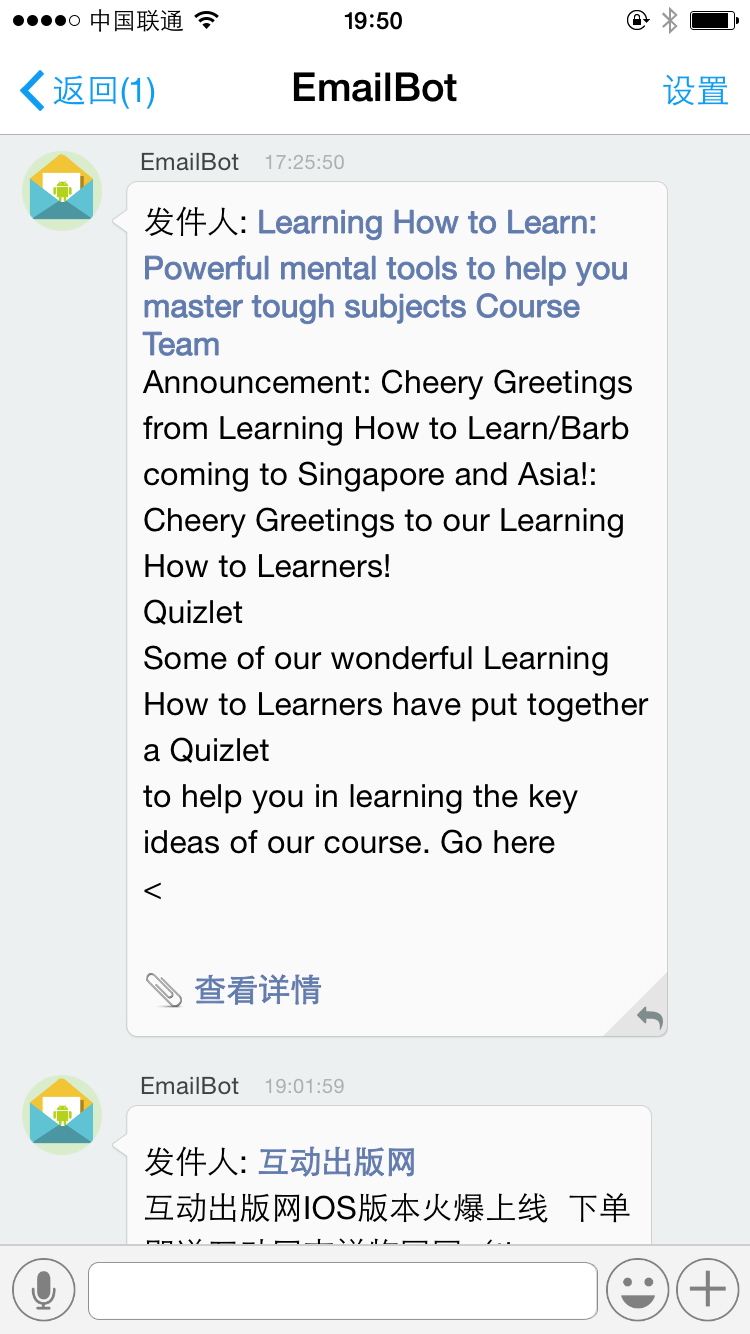 中国联通 19:50
返回(1) EmailBot 设置
EmailBot 17:25:50
发件人: Learning How to Learn:
Powerful mental tools to help you
master tough subjects Course
Team
Announcement: Cheery Greetings
from Learning How to Learn/Barb
coming to Singapore and Asia!:
Cheery Greetings to our Learning
How to Learners!
Quizlet
Some of our wonderful Learning
How to Learners have put together
a Quizlet
to help you in learning the key
ideas of our course. Go here
<
查看详情
EmailBot 19:01:59
发件人: 互动出版网
互动出版网IOS版本火爆上线 下单